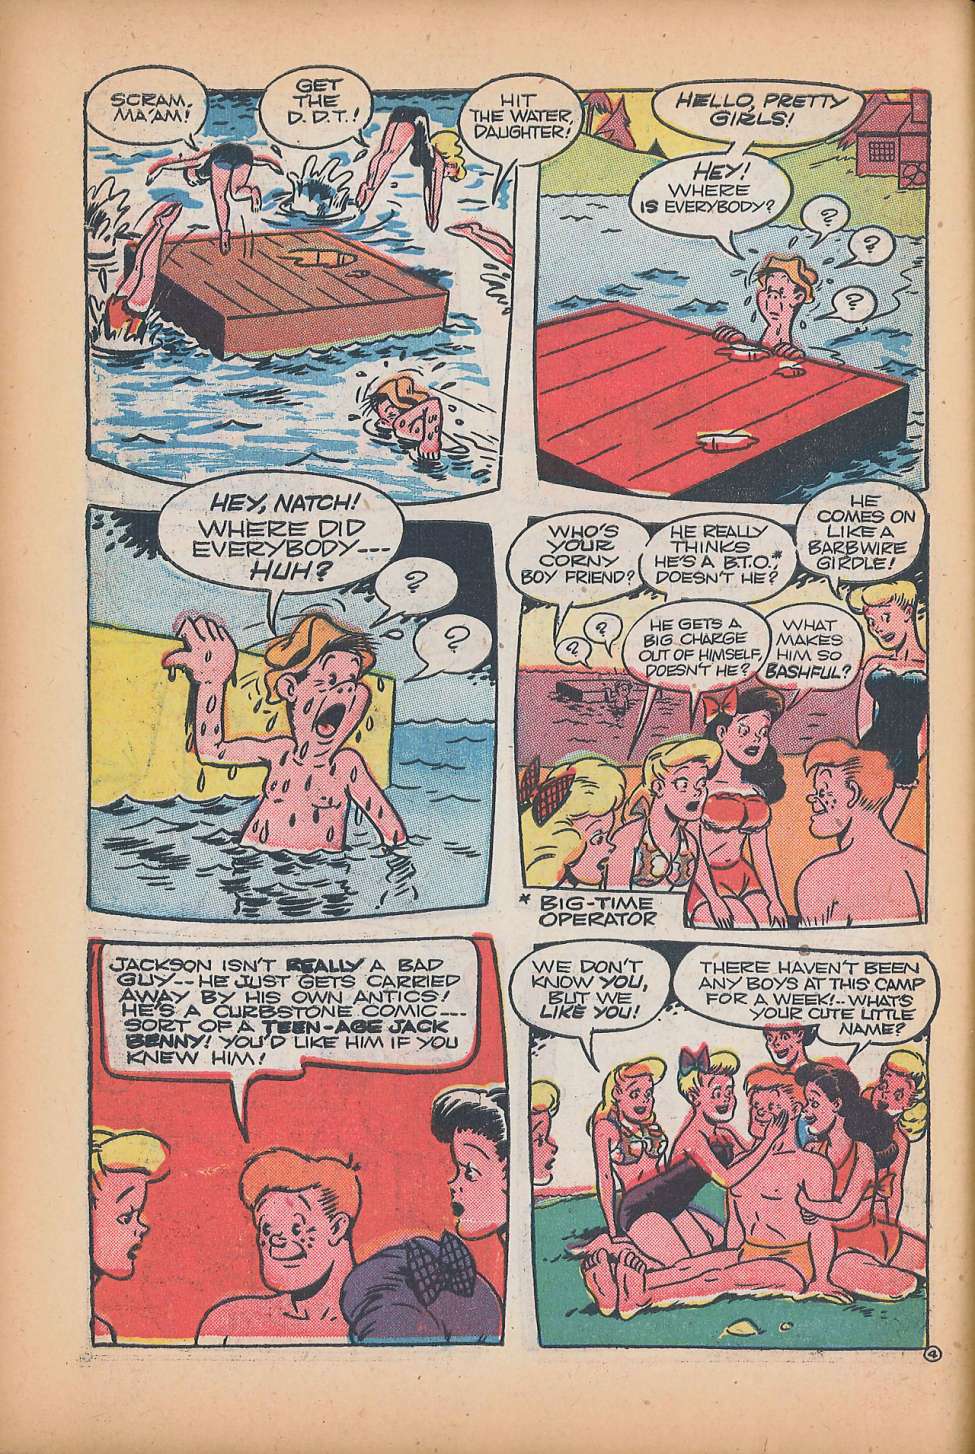 SCRAM,
MA'AM!
GET
THE
D.D.T.!
HIT
THE WATER,
DAUGHTER!
HELLO, PRETTY
GIRLS!
HEY!
WHERE
IS EVERYBODY?
?
?
?
HEY, NATCH!
WHERE DID
EVERYBODY---
HUH?
?
?
WHO'S
YOUR
CORNY
BOY FRIEND?
HE REALLY
THINKS
HE'S A B.T.O.,*
DOESN'T HE?
HE
COMES ON
LIKE A
BARBWIRE
GIRDLE!
?
?
HE GETS A
BIG CHARGE
OUT OF HIMSELF,
DOESN'T HE?
WHAT
MAKES
HIM SO
BASHFUL?
* BIG-TIME
OPERATOR
JACKSON ISN'T REALLY A BAD
GUY-- HE JUST GETS CARRIED
AWAY BY HIS OWN ANTICS!
HE'S A CURBSTONE COMIC---
SORT OF A TEEN-AGE JACK
BENNY! YOU'D LIKE HIM IF YOU
KNEW HIM!
WE DON'T
KNOW YOU,
BUT WE
LIKE YOU!
THERE HAVEN'T BEEN
ANY BOYS AT THIS CAMP
FOR A WEEK!-- WHAT'S
YOUR CUTE LITTLE
NAME?
4